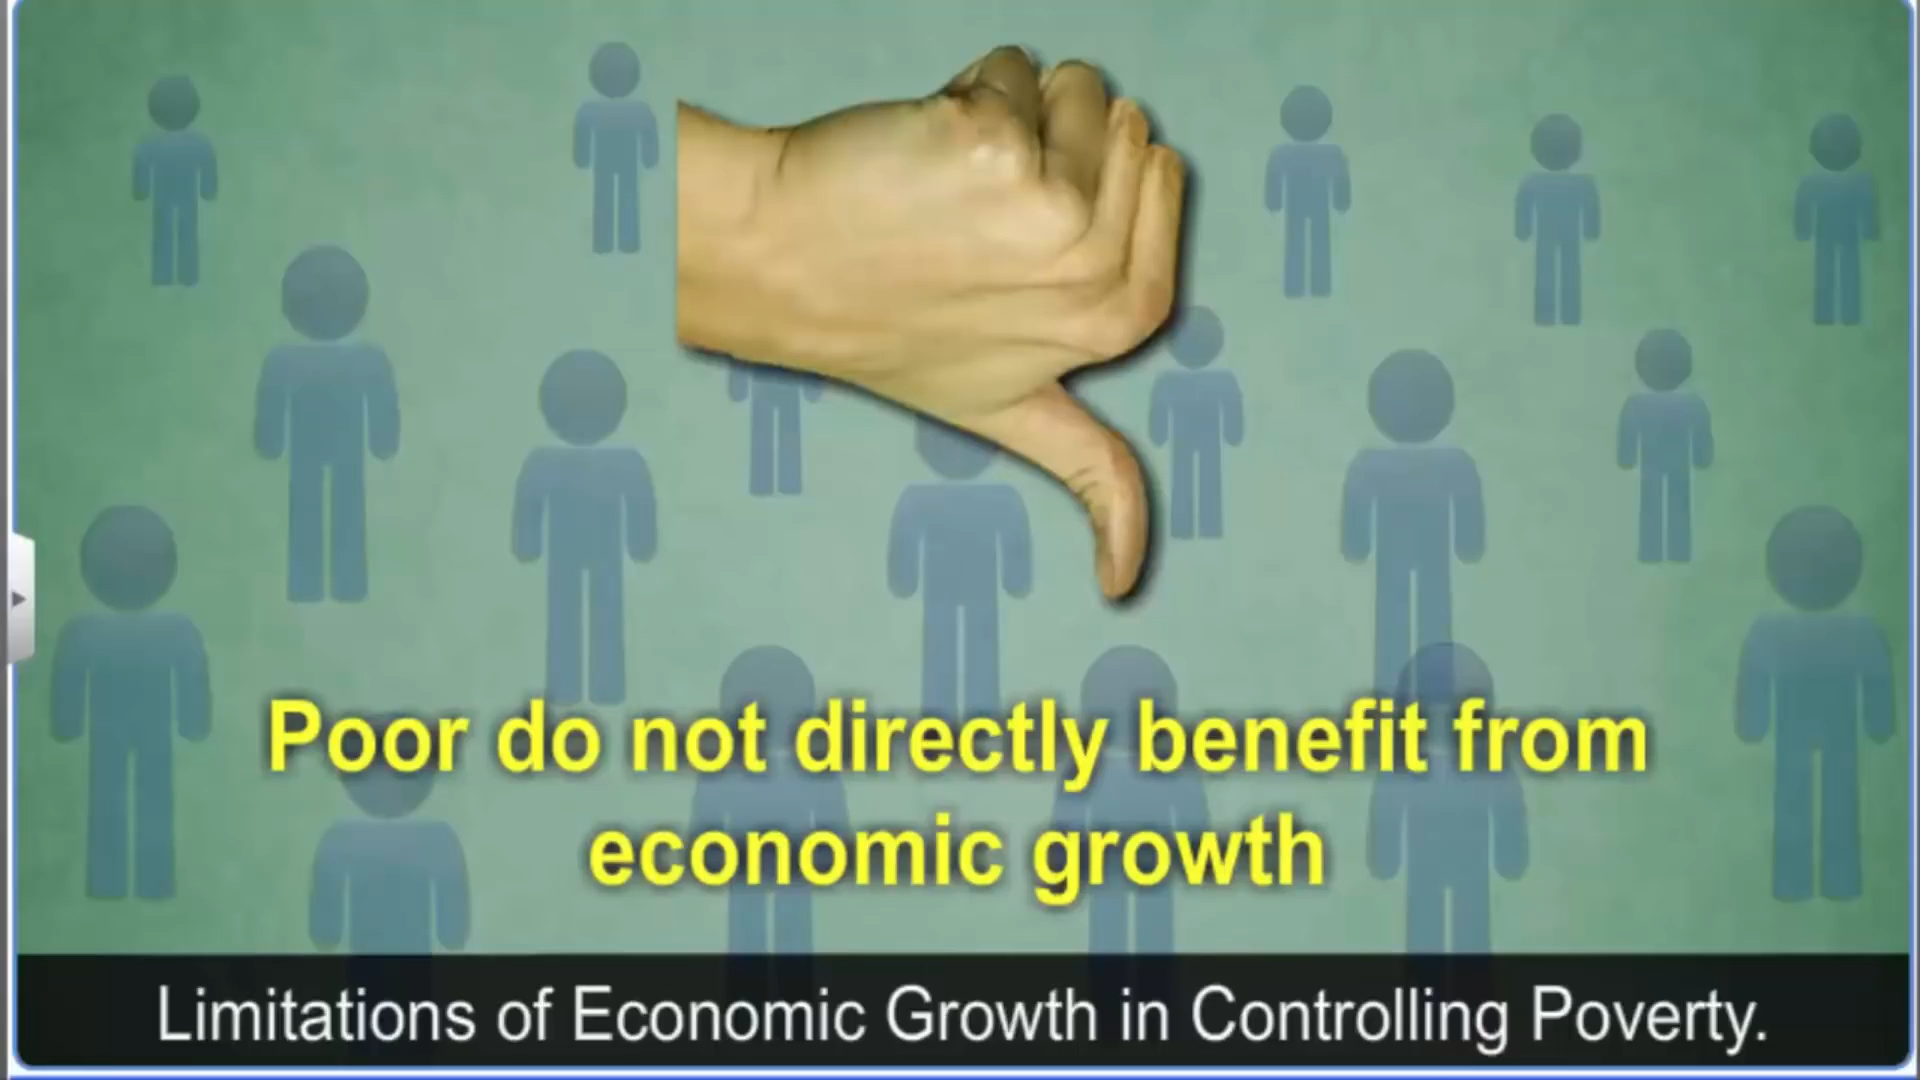 Poor do not directly benefit from
economic growth
Limitations of Economic Growth in Controlling Poverty.